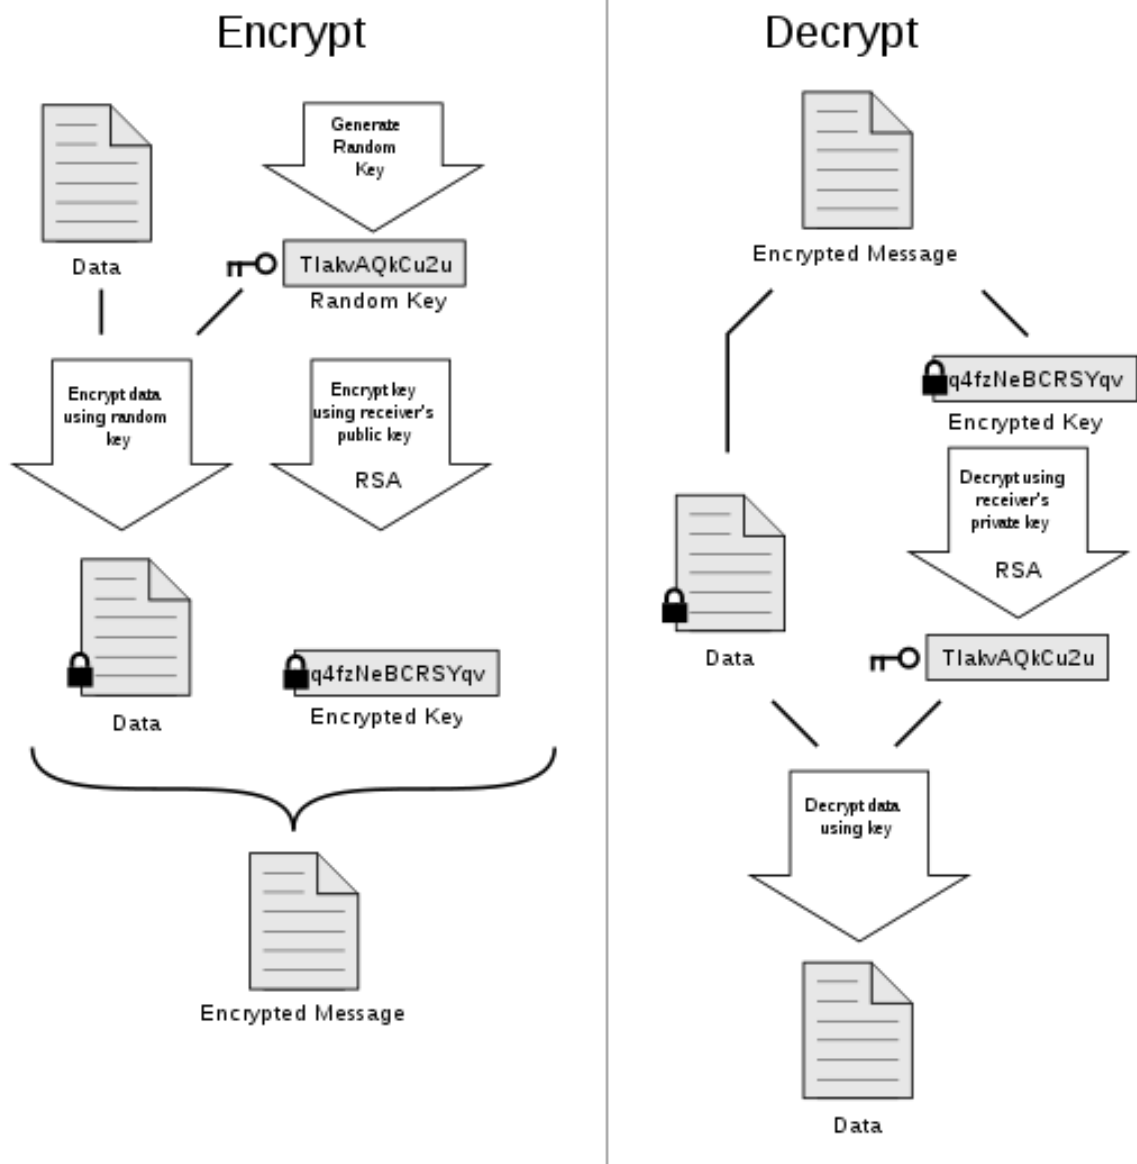 Encrypt
Generate
Random
Key
Data
TIakvAQkCu2u
Random Key
Encrypt data
using random
key
Encrypt key
using receiver's
public key
RSA
Data
q4fzNeBCRSYqv
Encrypted Key
Encrypted Message
Decrypt
Encrypted Message
q4fzNeBCRSYqv
Encrypted Key
Decrypt using
receiver's
private key
RSA
Data
TIakvAQkCu2u
Decrypt data
using key
Data